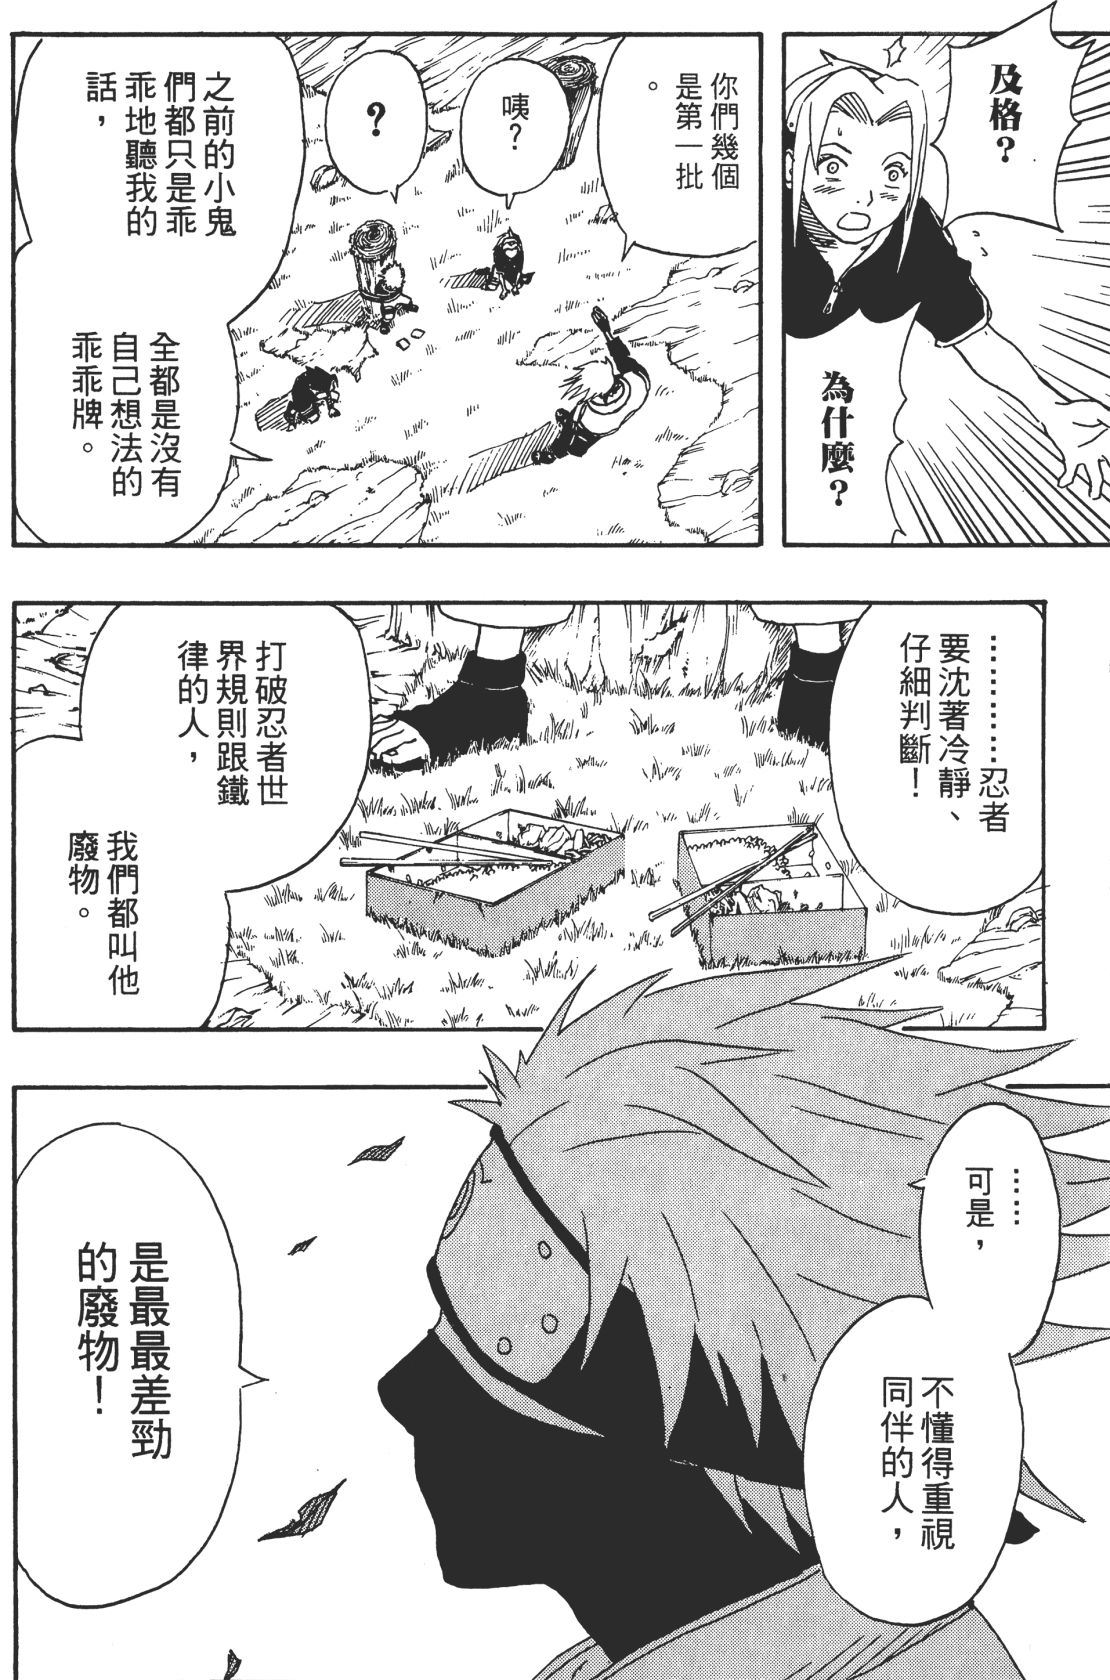 及格？
為什麼？
你們幾個
是第一批
。
咦？
？
之前的小鬼
們都只是乖
乖地聽我的
話，
全都是沒有
自己想法的
乖乖牌。
…………忍者
要沈著冷靜、
仔細判斷！
打破忍者世
界規則跟鐵
律的人，
我們都叫他
廢物。
……
可是，
不懂得重視
同伴的人，
是最最差勁
的廢物！